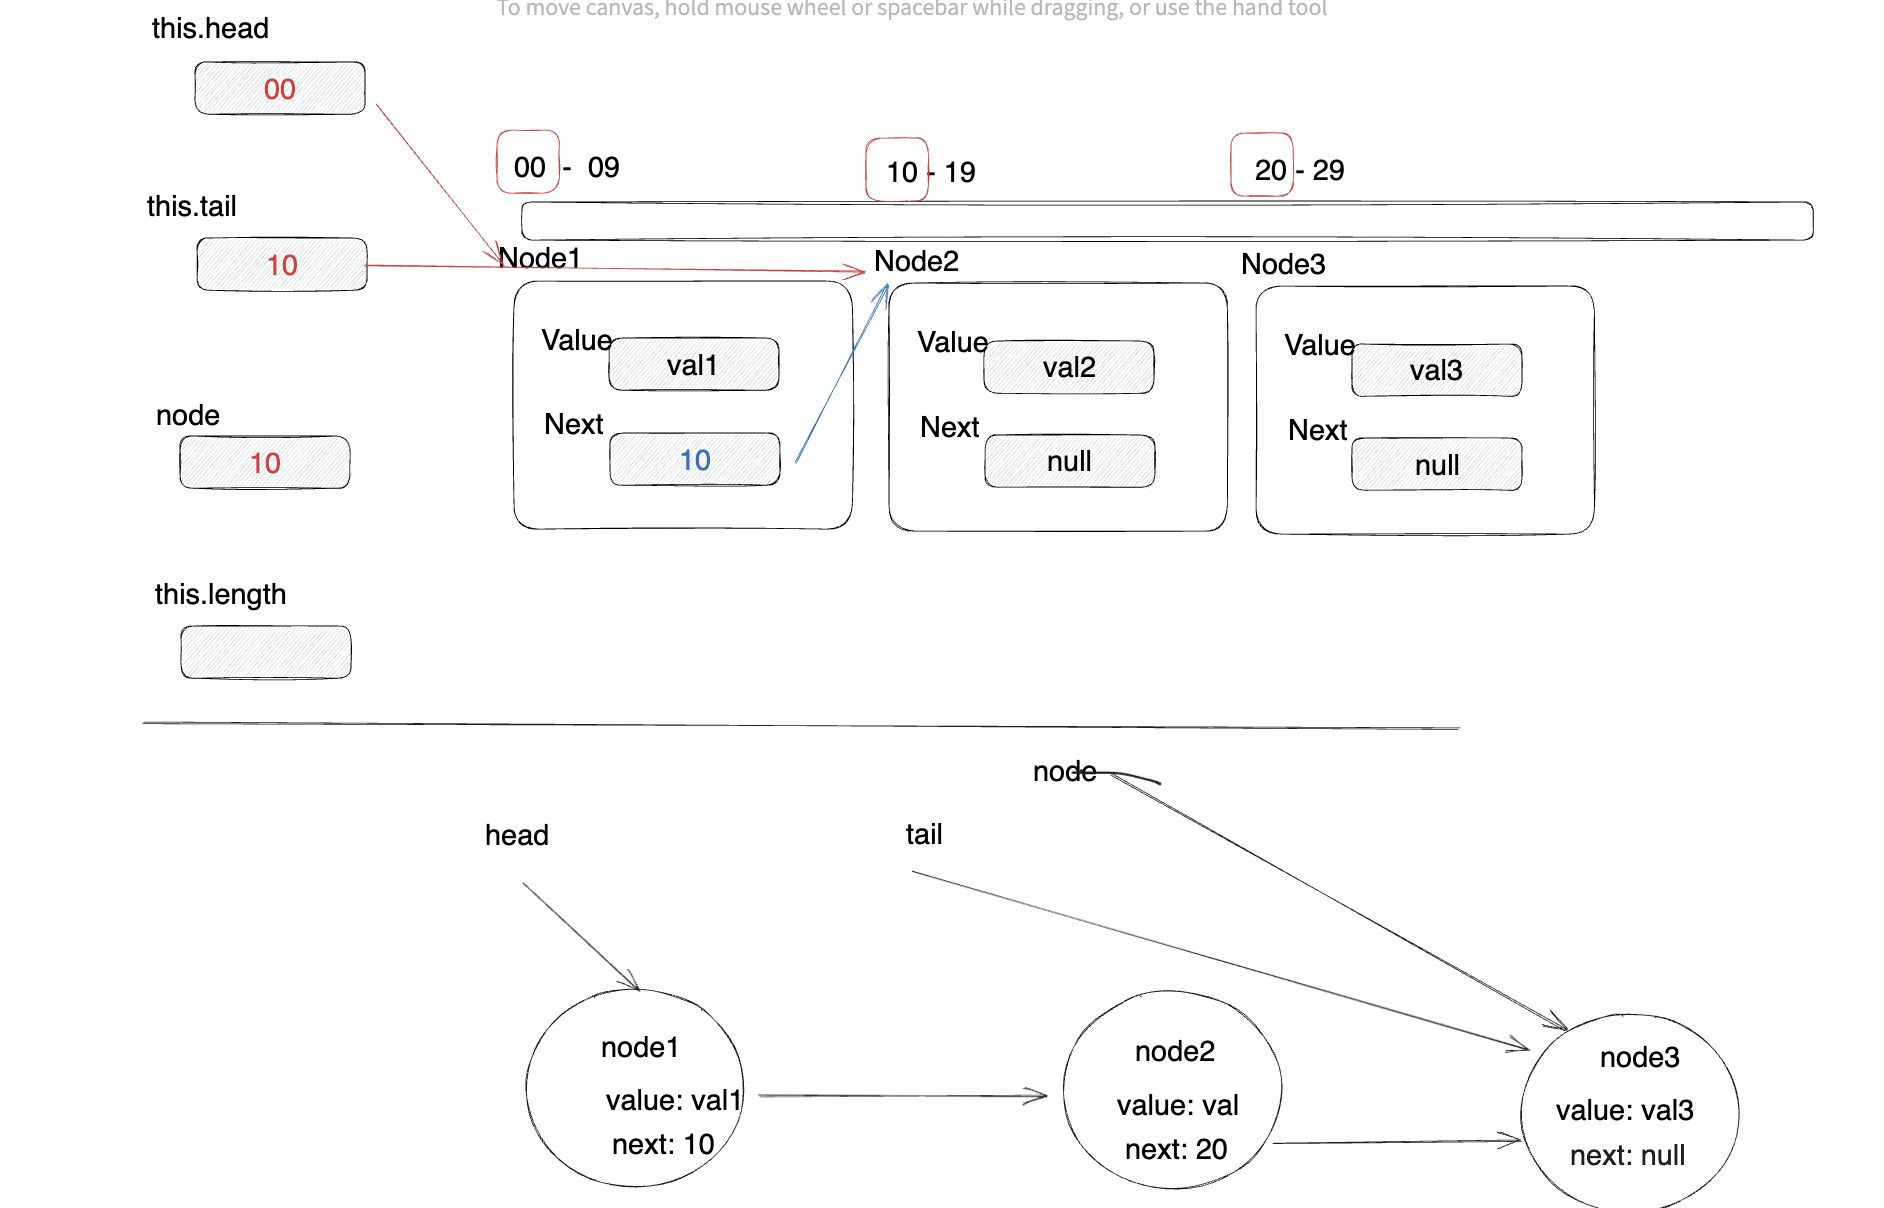 To move canvas, hold mouse wheel or spacebar while dragging, or use the hand tool
this.head
00
00 - 09
10 - 19
20 - 29
this.tail
10
Node1
Node2
Node3
Value
val1
Value
val2
Value
val3
node
10
Next
10
Next
null
Next
null
this.length
node
head
tail
node1
value: val1
next: 10
node2
value: val
next: 20
node3
value: val3
next: null